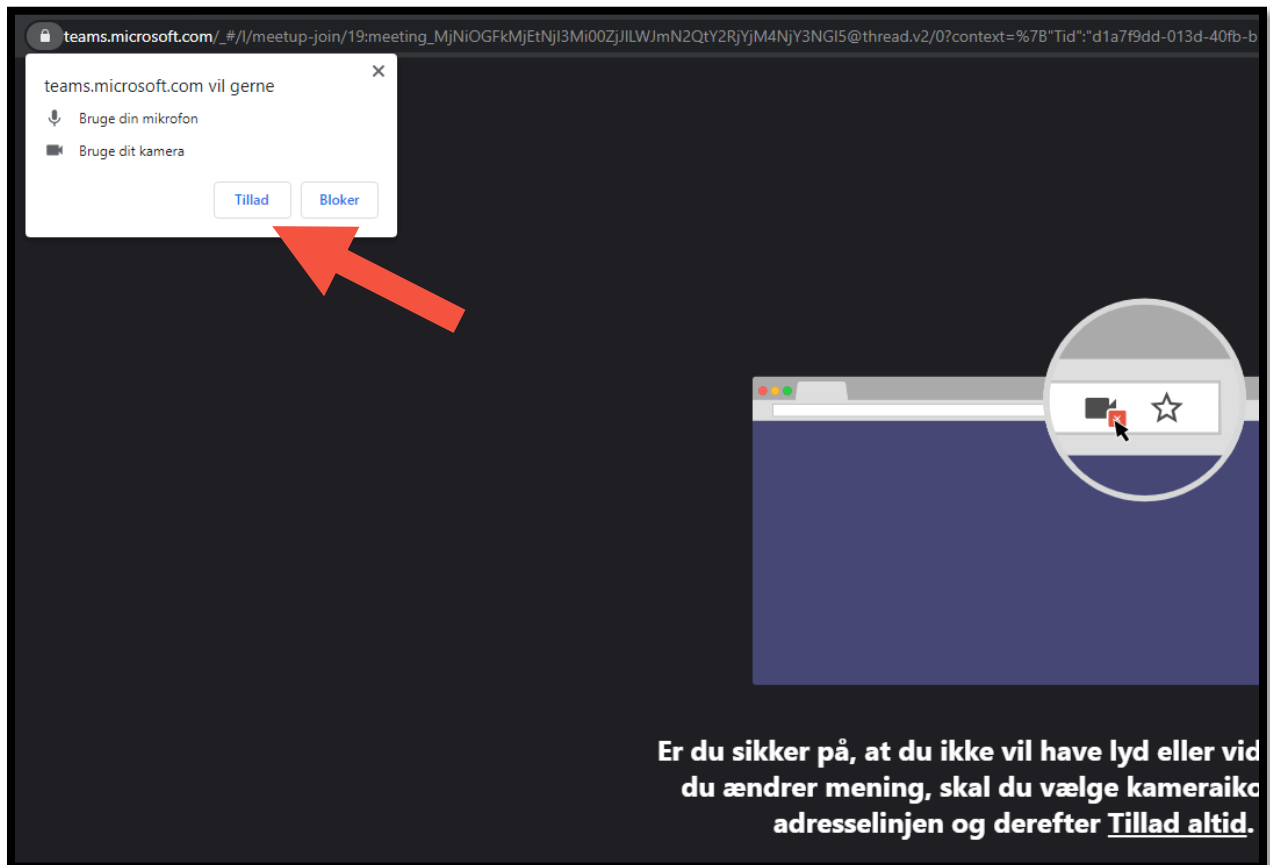 teams.microsoft.com/_#/l/meetup-join/19:meeting_MjNiOGFkMjEtNjI3Mi00ZjJlLWJmN2QtY2RjYjM4NjY3NGI5@thread.v2/0?context=%7B"Tid":"d1a7f9dd-013d-40fb-b
teams.microsoft.com vil gerne
Bruge din mikrofon
Bruge dit kamera
Tillad Bloker
Er du sikker på, at du ikke vil have lyd eller vid
du ændrer mening, skal du vælge kameraiko
adresselinjen og derefter Tillad altid.